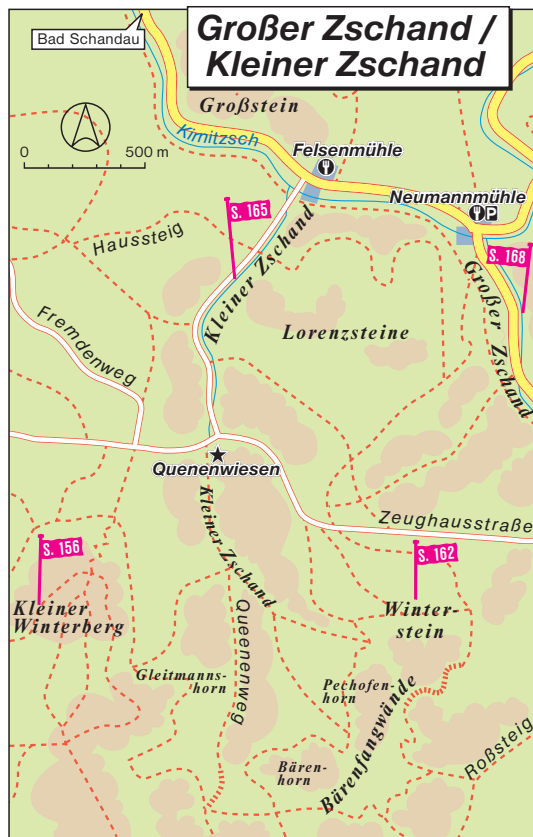 Großer Zschand /
Kleiner Zschand
Bad Schandau
Großstein
Kirnitzsch
0 500 m
Felsenmühle
Neumannmühle
P
S. 165
Haussteig
Kleiner Zschand
S. 168
Großer Zschand
Lorenzsteine
Fremdenweg
Quenenwiesen
Kleiner Zschand
Zeughausstraße
S. 156
S. 162
Kleiner
Winterberg
Winter-
stein
Queenenweg
Gleitmanns-
horn
Pechofen-
horn
Bärenfangwände
Bären-
horn
Roßsteig